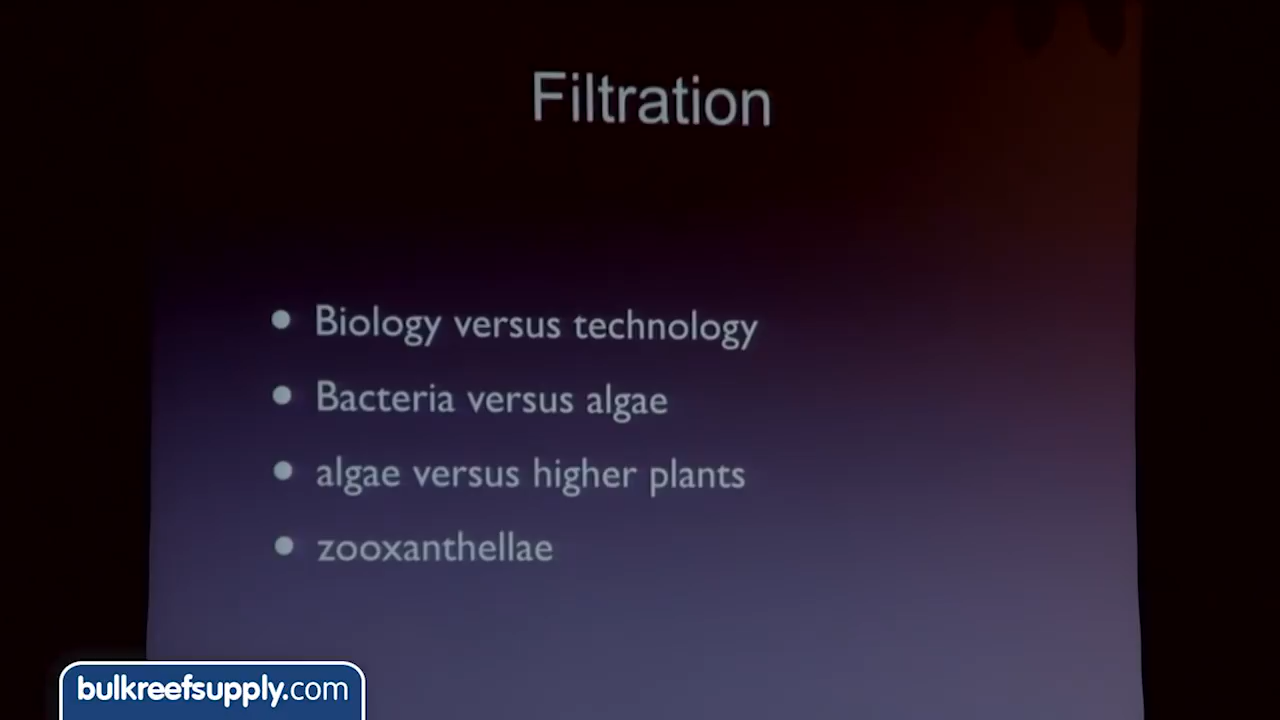 Filtration
• Biology versus technology
• Bacteria versus algae
• algae versus higher plants
• zooxanthellae
bulkreefsupply.com